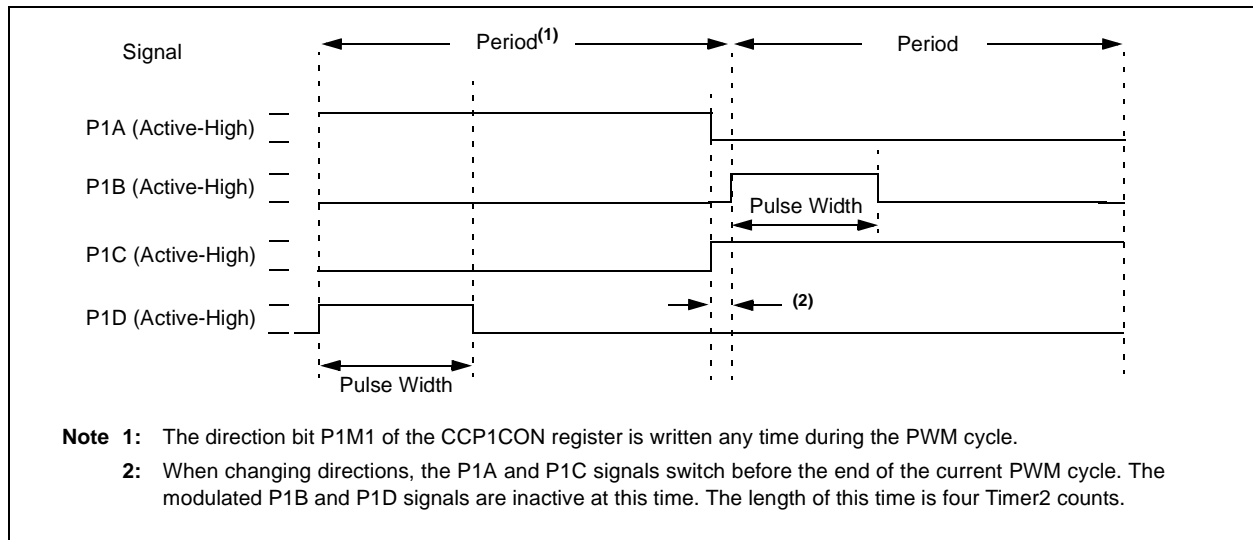 Signal
Period(1)
Period
P1A (Active-High)
P1B (Active-High)
Pulse Width
P1C (Active-High)
(2)
P1D (Active-High)
Pulse Width
Note 1: The direction bit P1M1 of the CCP1CON register is written any time during the PWM cycle.
2: When changing directions, the P1A and P1C signals switch before the end of the current PWM cycle. The
modulated P1B and P1D signals are inactive at this time. The length of this time is four Timer2 counts.